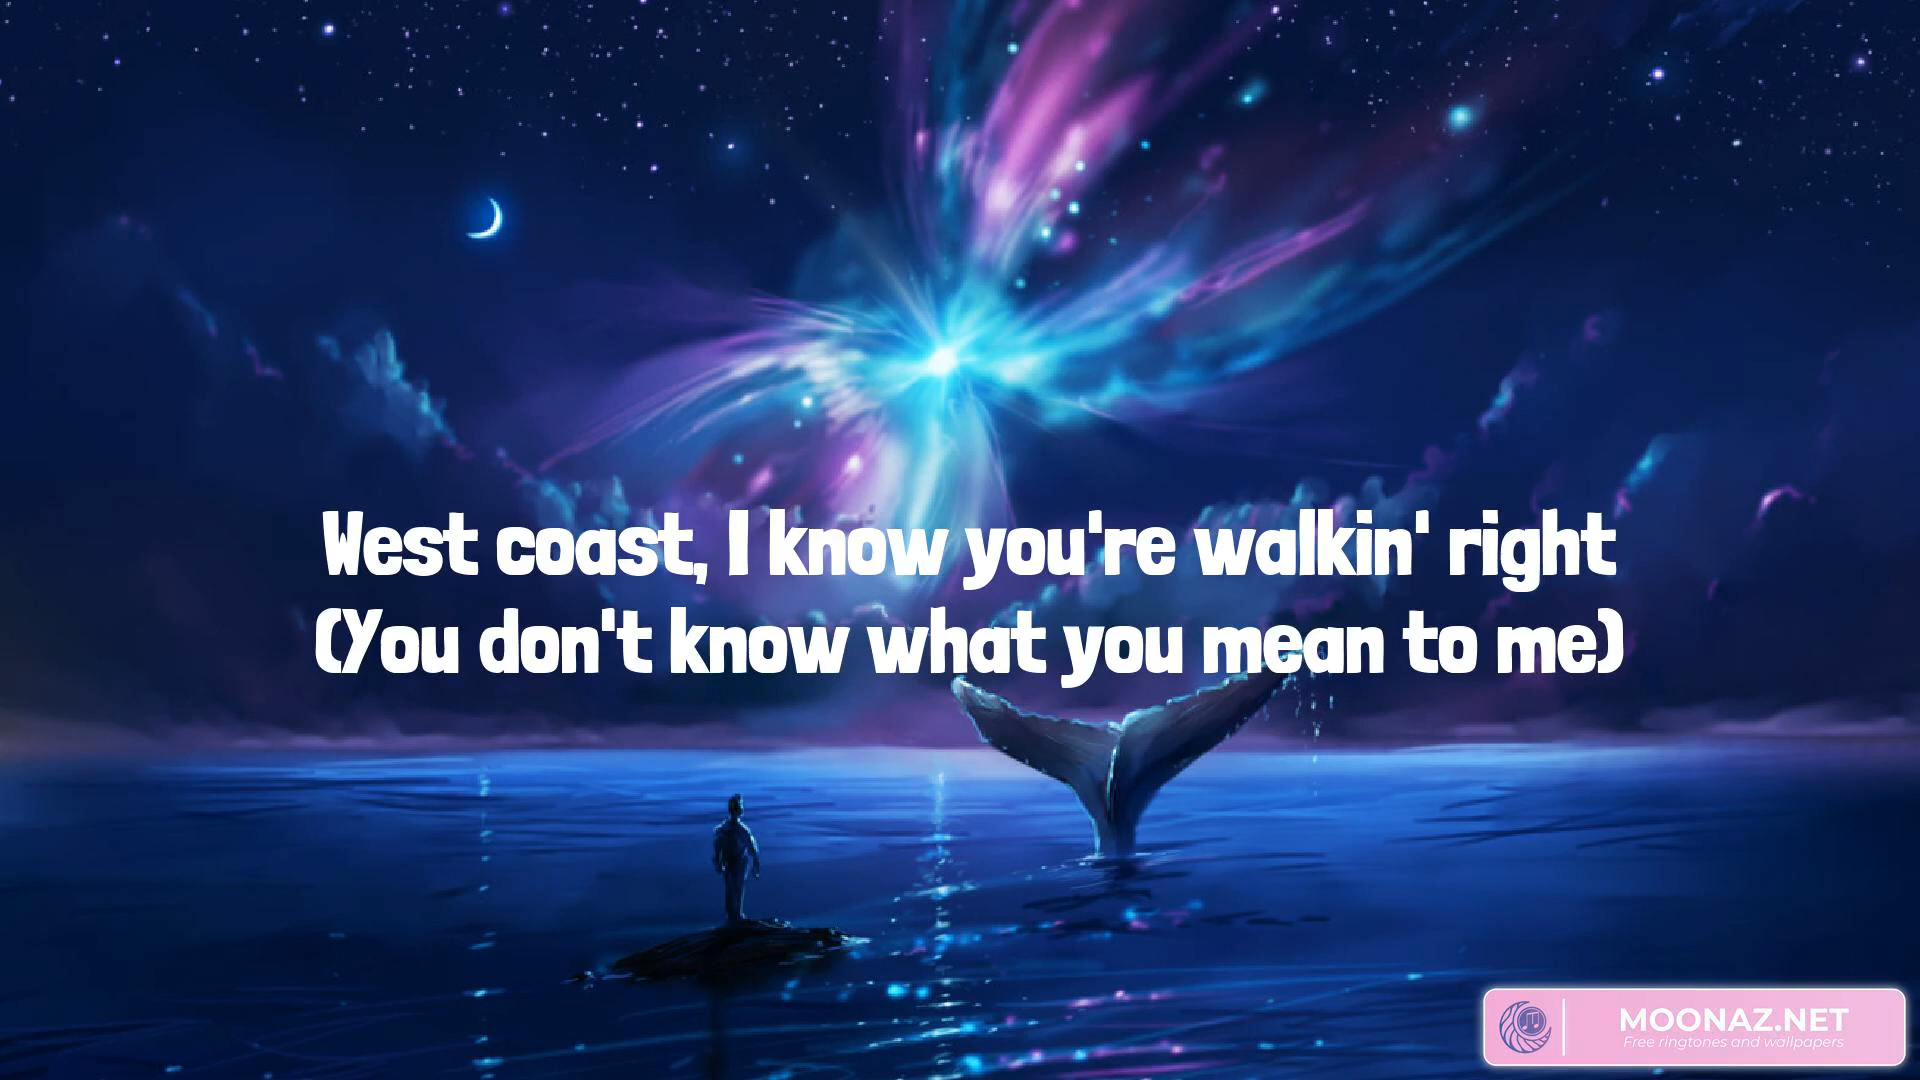 West coast, I know you're walkin' right
(You don't know what you mean to me)
MOONAZ.NET
Free ringtones and wallpapers